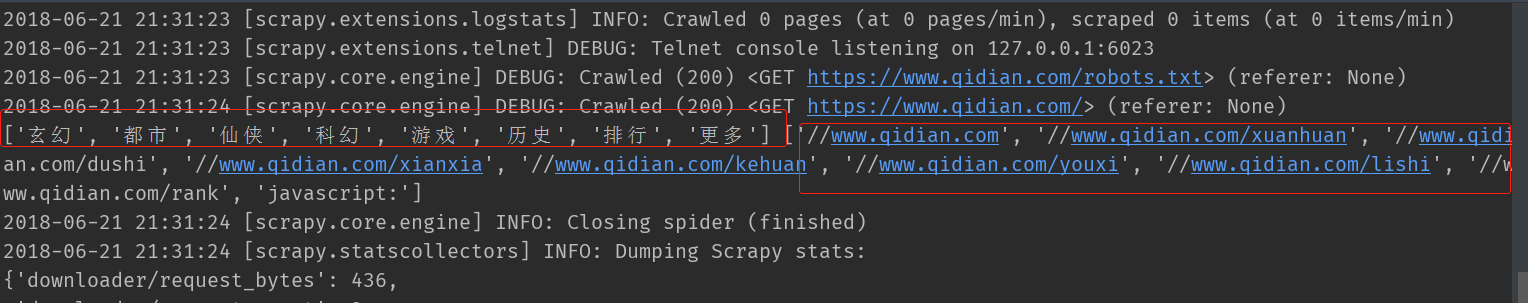 2018-06-21 21:31:23 [scrapy.extensions.logstats] INFO: Crawled 0 pages (at 0 pages/min), scraped 0 items (at 0 items/min)
2018-06-21 21:31:23 [scrapy.extensions.telnet] DEBUG: Telnet console listening on 127.0.0.1:6023
2018-06-21 21:31:23 [scrapy.core.engine] DEBUG: Crawled (200) <GET https://www.qidian.com/robots.txt> (referer: None)
2018-06-21 21:31:24 [scrapy.core.engine] DEBUG: Crawled (200) <GET https://www.qidian.com/> (referer: None)
['玄幻', '都市', '仙侠', '科幻', '游戏', '历史', '排行', '更多'] ['//www.qidian.com', '//www.qidian.com/xuanhuan', '//www.qidi
an.com/dushi', '//www.qidian.com/xianxia', '//www.qidian.com/kehuan', '//www.qidian.com/youxi', '//www.qidian.com/lishi', '//w
ww.qidian.com/rank', 'javascript:']
2018-06-21 21:31:24 [scrapy.core.engine] INFO: Closing spider (finished)
2018-06-21 21:31:24 [scrapy.statscollectors] INFO: Dumping Scrapy stats:
{'downloader/request_bytes': 436,